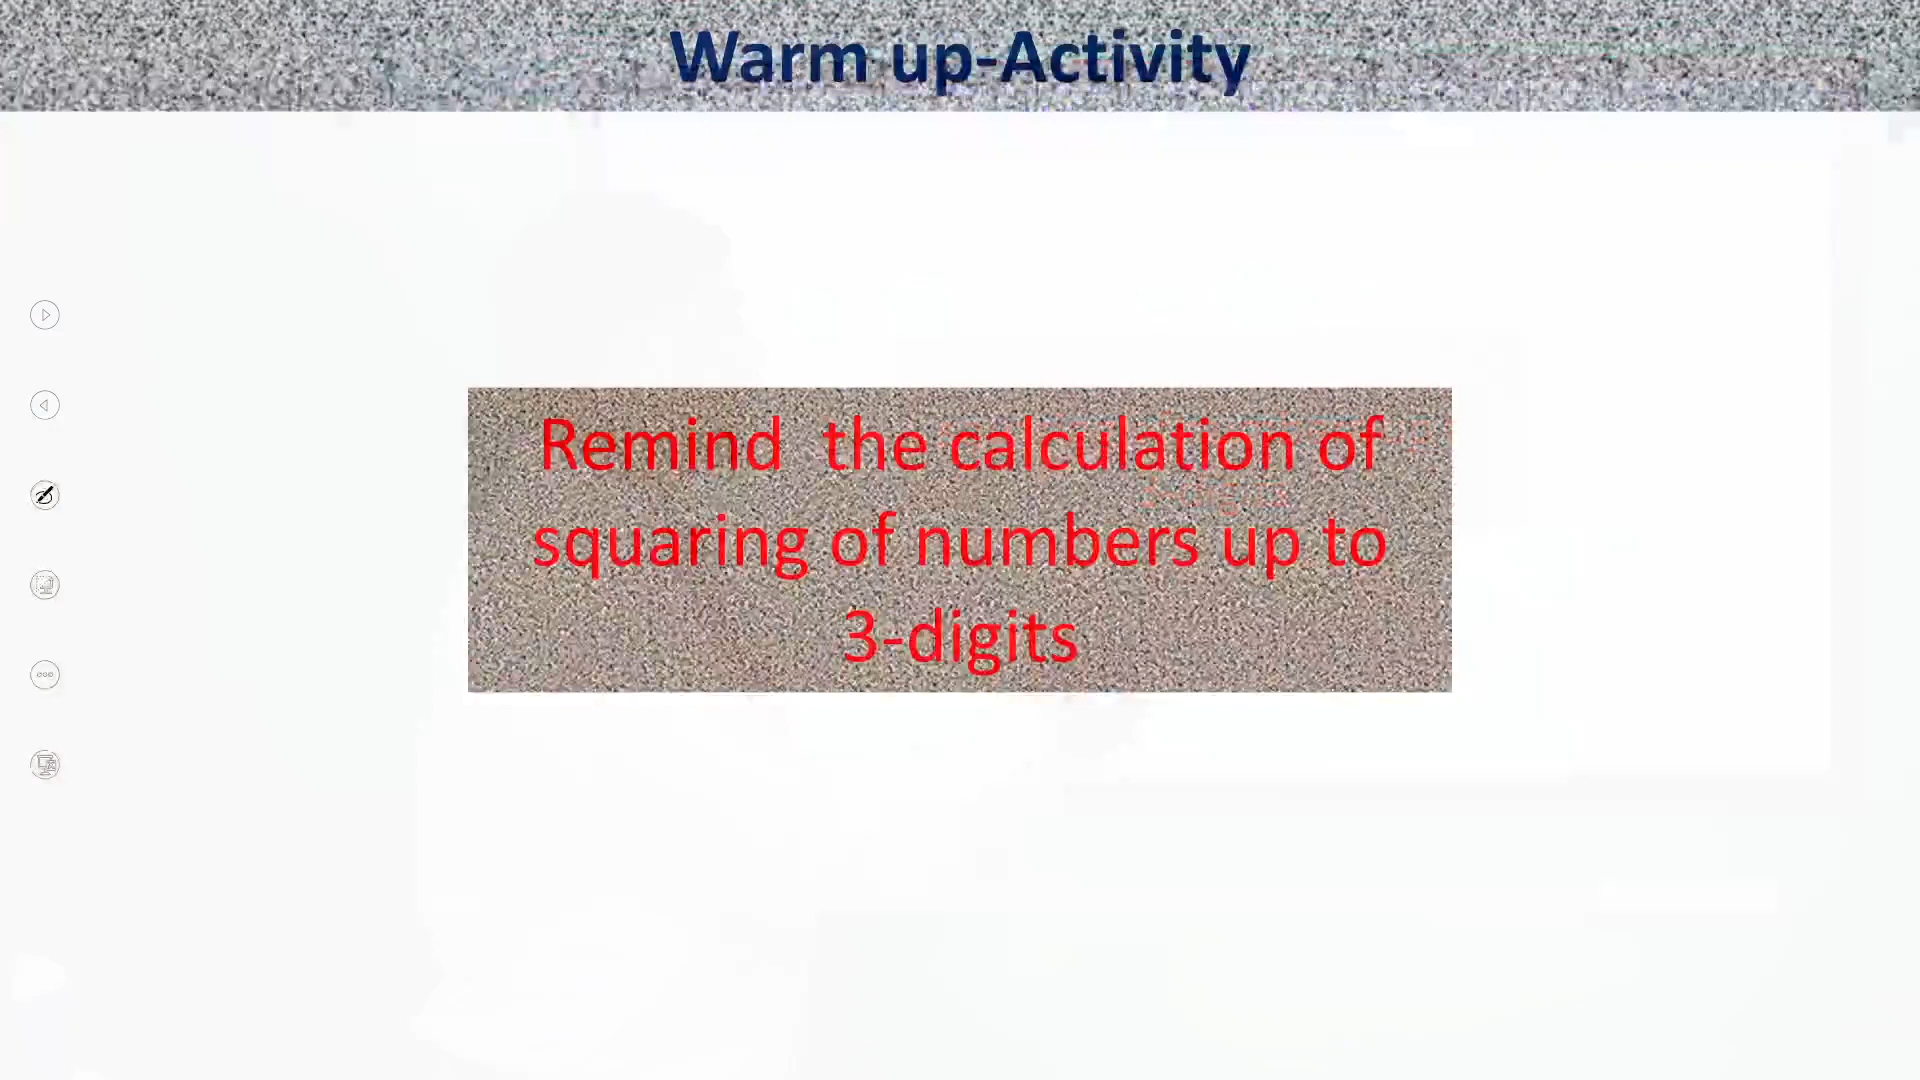 Warm up-Activity
Remind the calculation of
squaring of numbers up to
3-digits